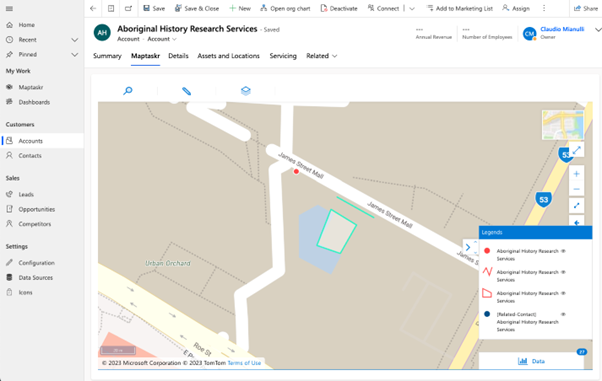 Save
Save & Close
New
Open org chart
Deactivate
Connect
Add to Marketing List
Assign
Share
Home
Recent
Pinned
My Work
Maptaskr
Dashboards
Customers
Accounts
Contacts
Sales
Leads
Opportunities
Competitors
Settings
Configuration
Data Sources
Icons
AH
Aboriginal History Research Services - Saved
Account · Account
---
Annual Revenue
---
Number of Employees
CM
Claudio Mianulli
Owner
Summary
Maptaskr
Details
Assets and Locations
Servicing
Related
James Street Mall
James Street Mall
James St
53
53
Urban Orchard
Roe St
Legends
Aboriginal History Research
Services
Aboriginal History Research
Services
Aboriginal History Research
Services
[Related-Contact]
Aboriginal History Research
Services
27
Data
© 2023 Microsoft Corporation © 2023 TomTom Terms of Use